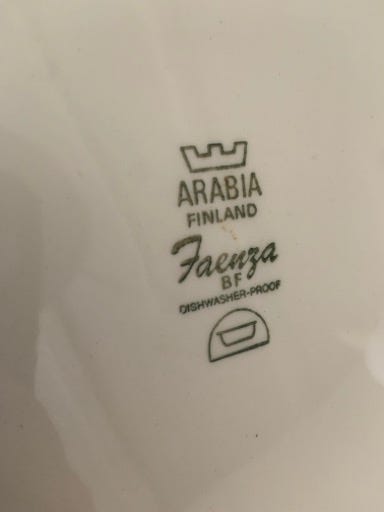 ARABIA
FINLAND
Faenza
BF
DISHWASHER-PROOF